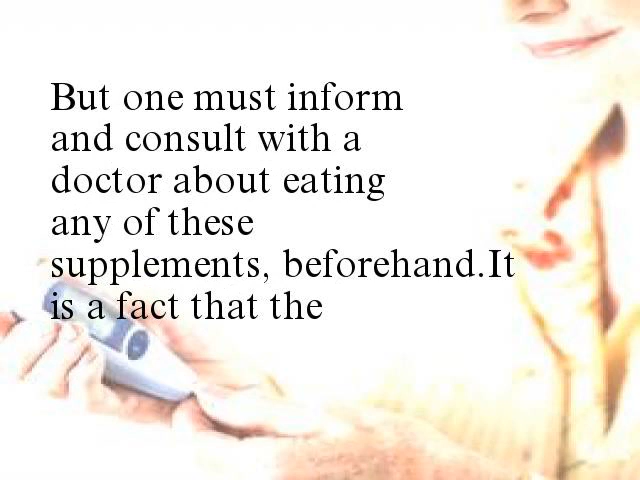 But one must inform
and consult with a
doctor about eating
any of these
supplements, beforehand.It
is a fact that the